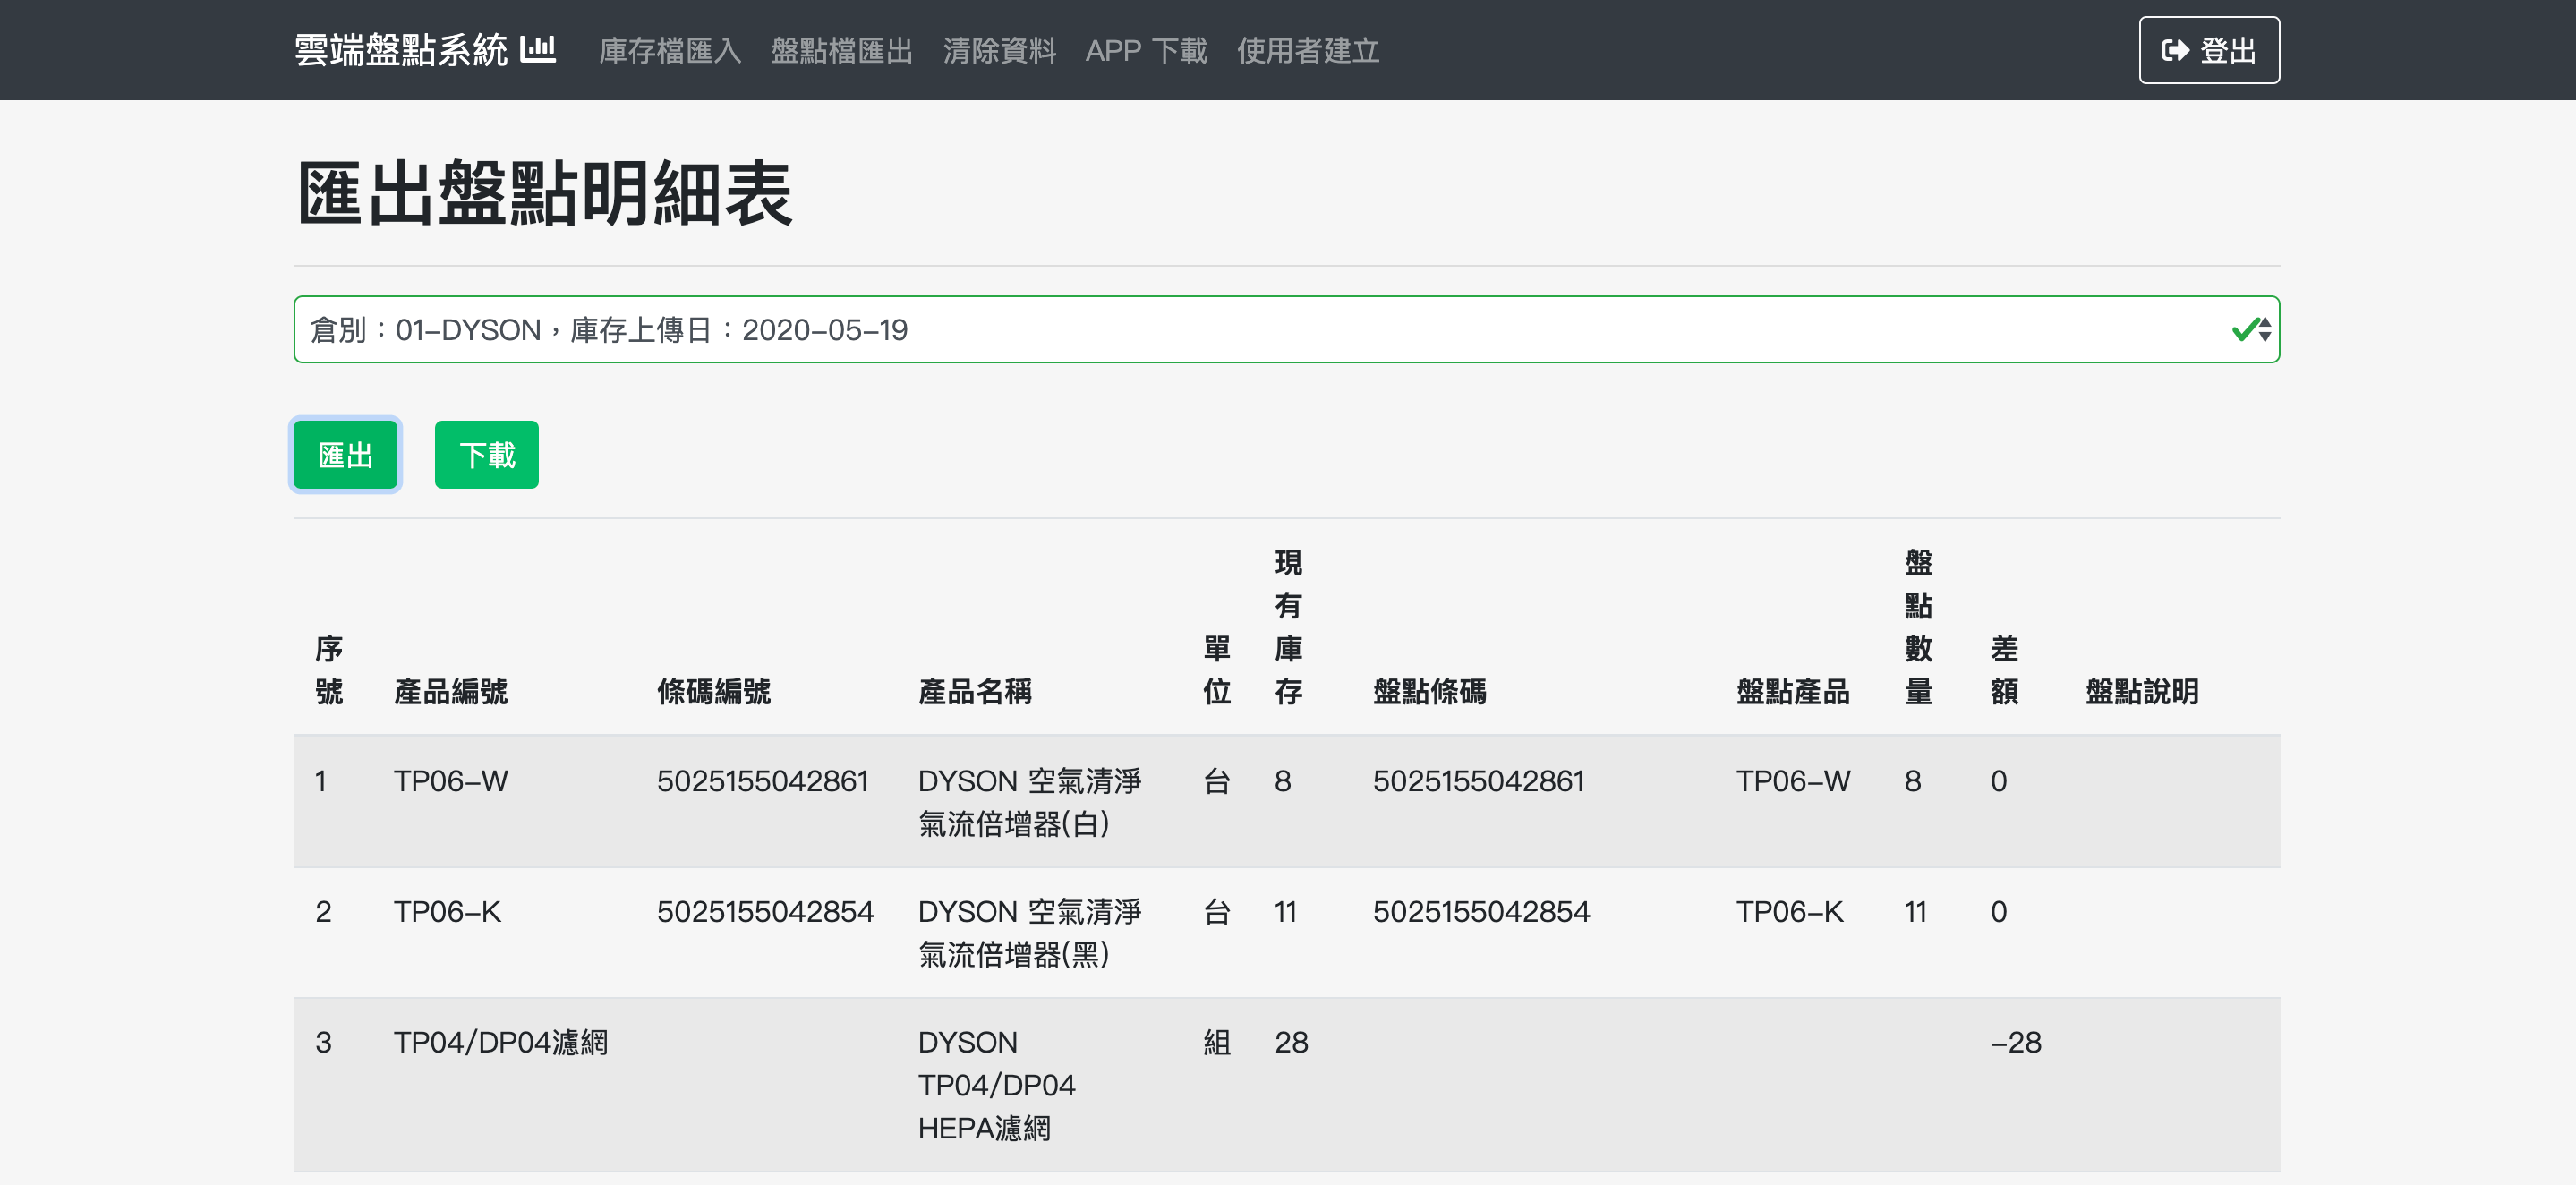 雲端盤點系統 庫存檔匯入 盤點檔匯出 清除資料 APP 下載 使用者建立 登出
匯出盤點明細表
倉別：01-DYSON，庫存上傳日：2020-05-19
匯出 下載
序號 產品編號 條碼編號 產品名稱 單位 現有庫存 盤點條碼 盤點產品 盤點數量 差額 盤點說明
1 TP06-W 5025155042861 DYSON 空氣清淨 台 8 5025155042861 TP06-W 8 0
氣流倍增器(白)
2 TP06-K 5025155042854 DYSON 空氣清淨 台 11 5025155042854 TP06-K 11 0
氣流倍增器(黑)
3 TP04/DP04濾網 DYSON 組 28 -28
TP04/DP04
HEPA濾網